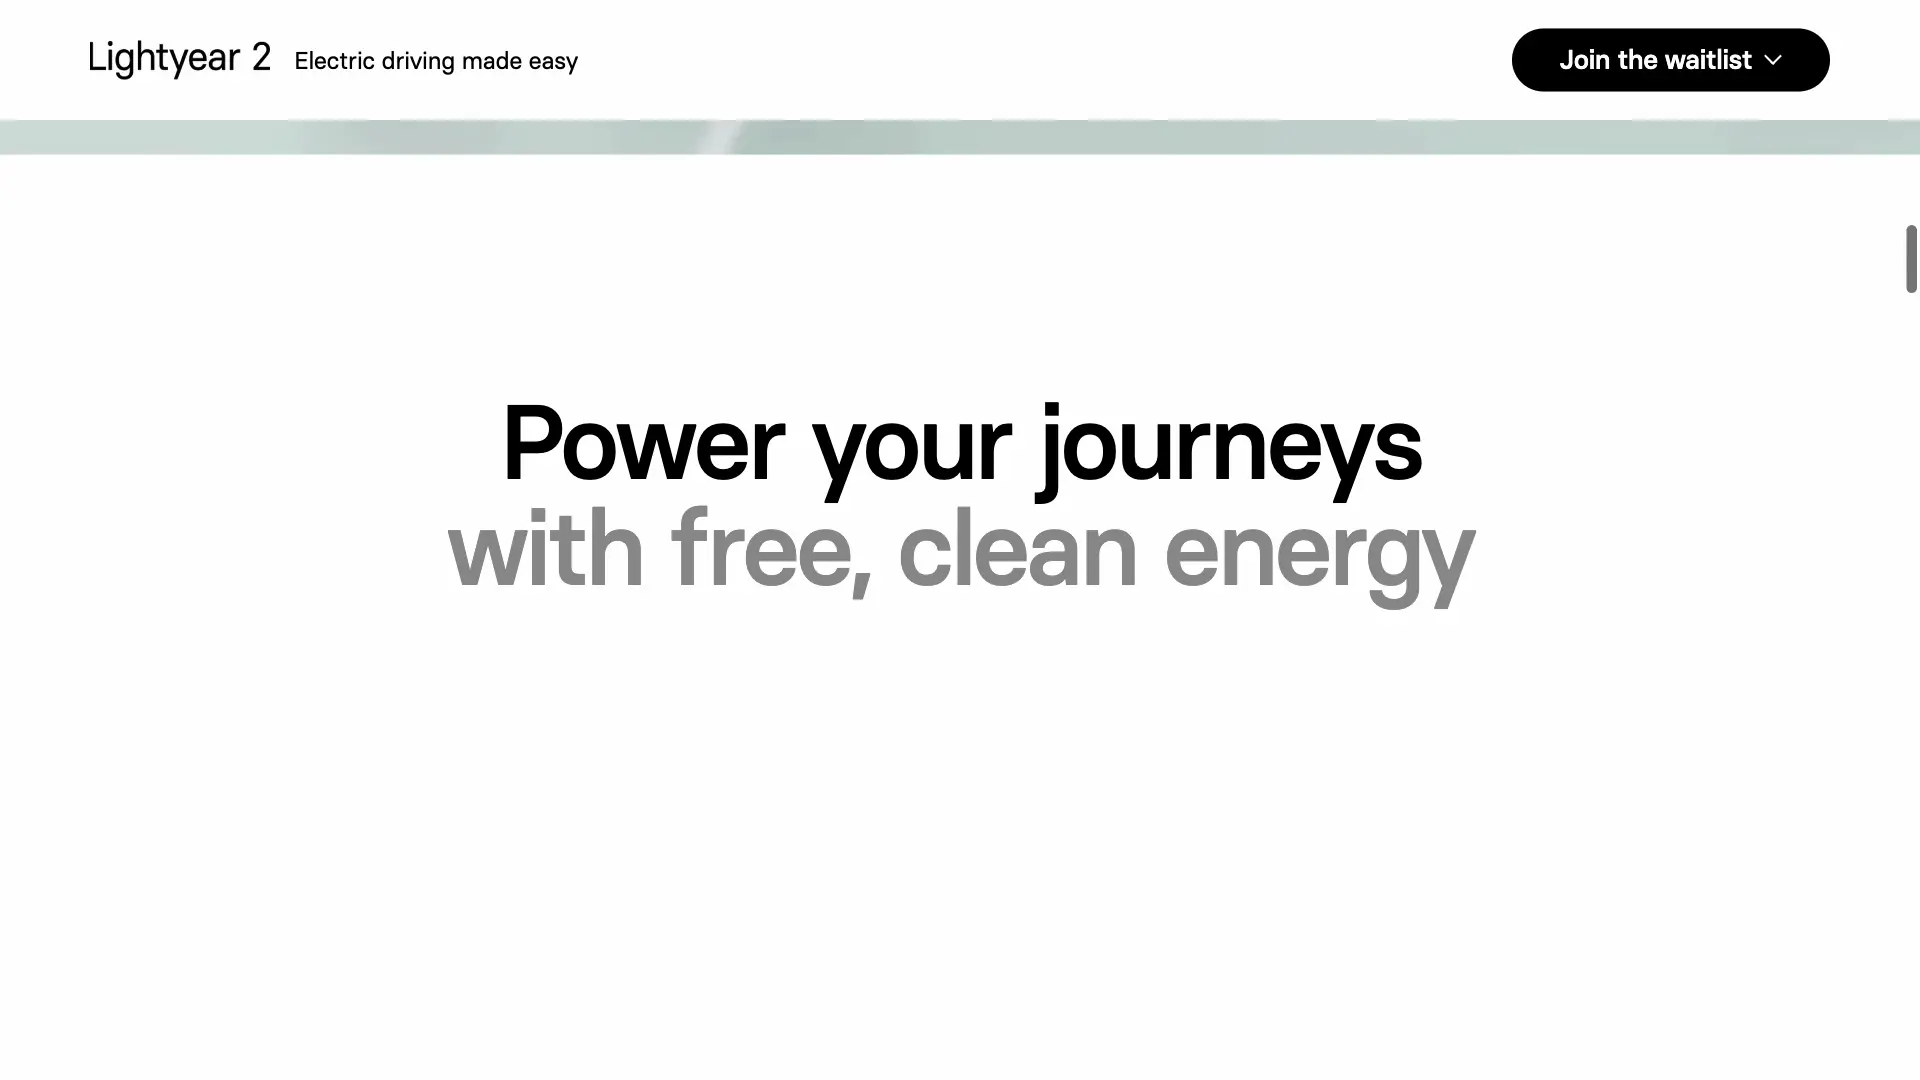 Lightyear 2 Electric driving made easy
Join the waitlist
Power your journeys
with free, clean energy